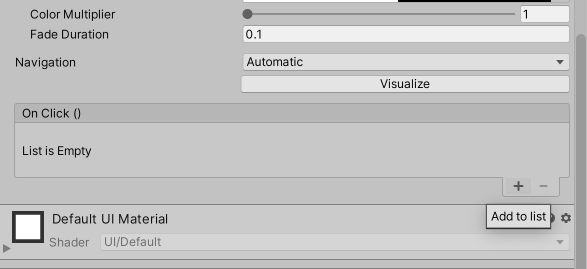 Color Multiplier 1
Fade Duration 0.1
Navigation Automatic
Visualize
On Click ()
List is Empty
+ −
Add to list
Default UI Material
Shader UI/Default